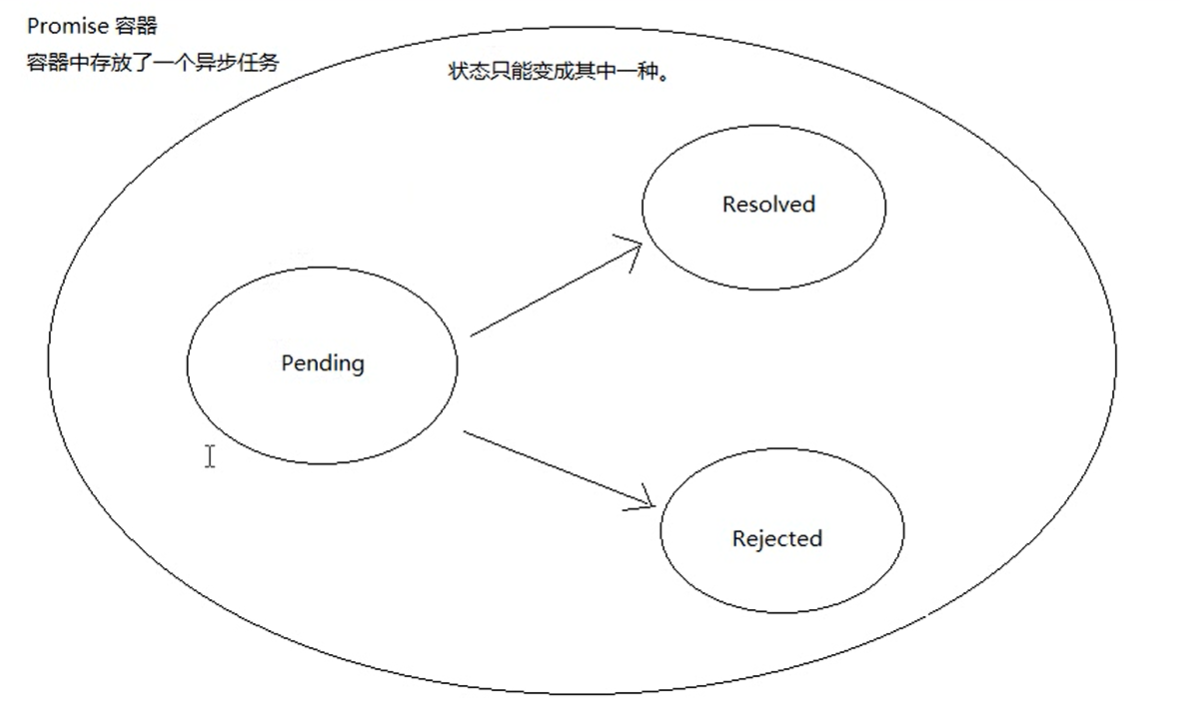 Promise 容器
容器中存放了一个异步任务
状态只能变成其中一种。
Resolved
Pending
Rejected